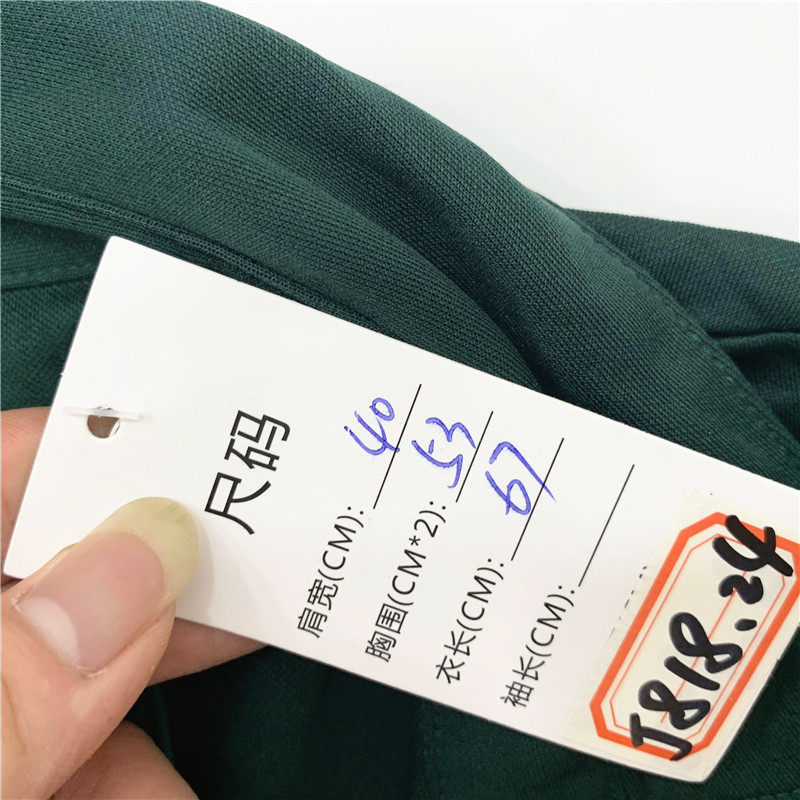 尺码
肩宽(CM): 40
胸围(CM*2): 53
衣长(CM): 67
袖长(CM):
J818.24